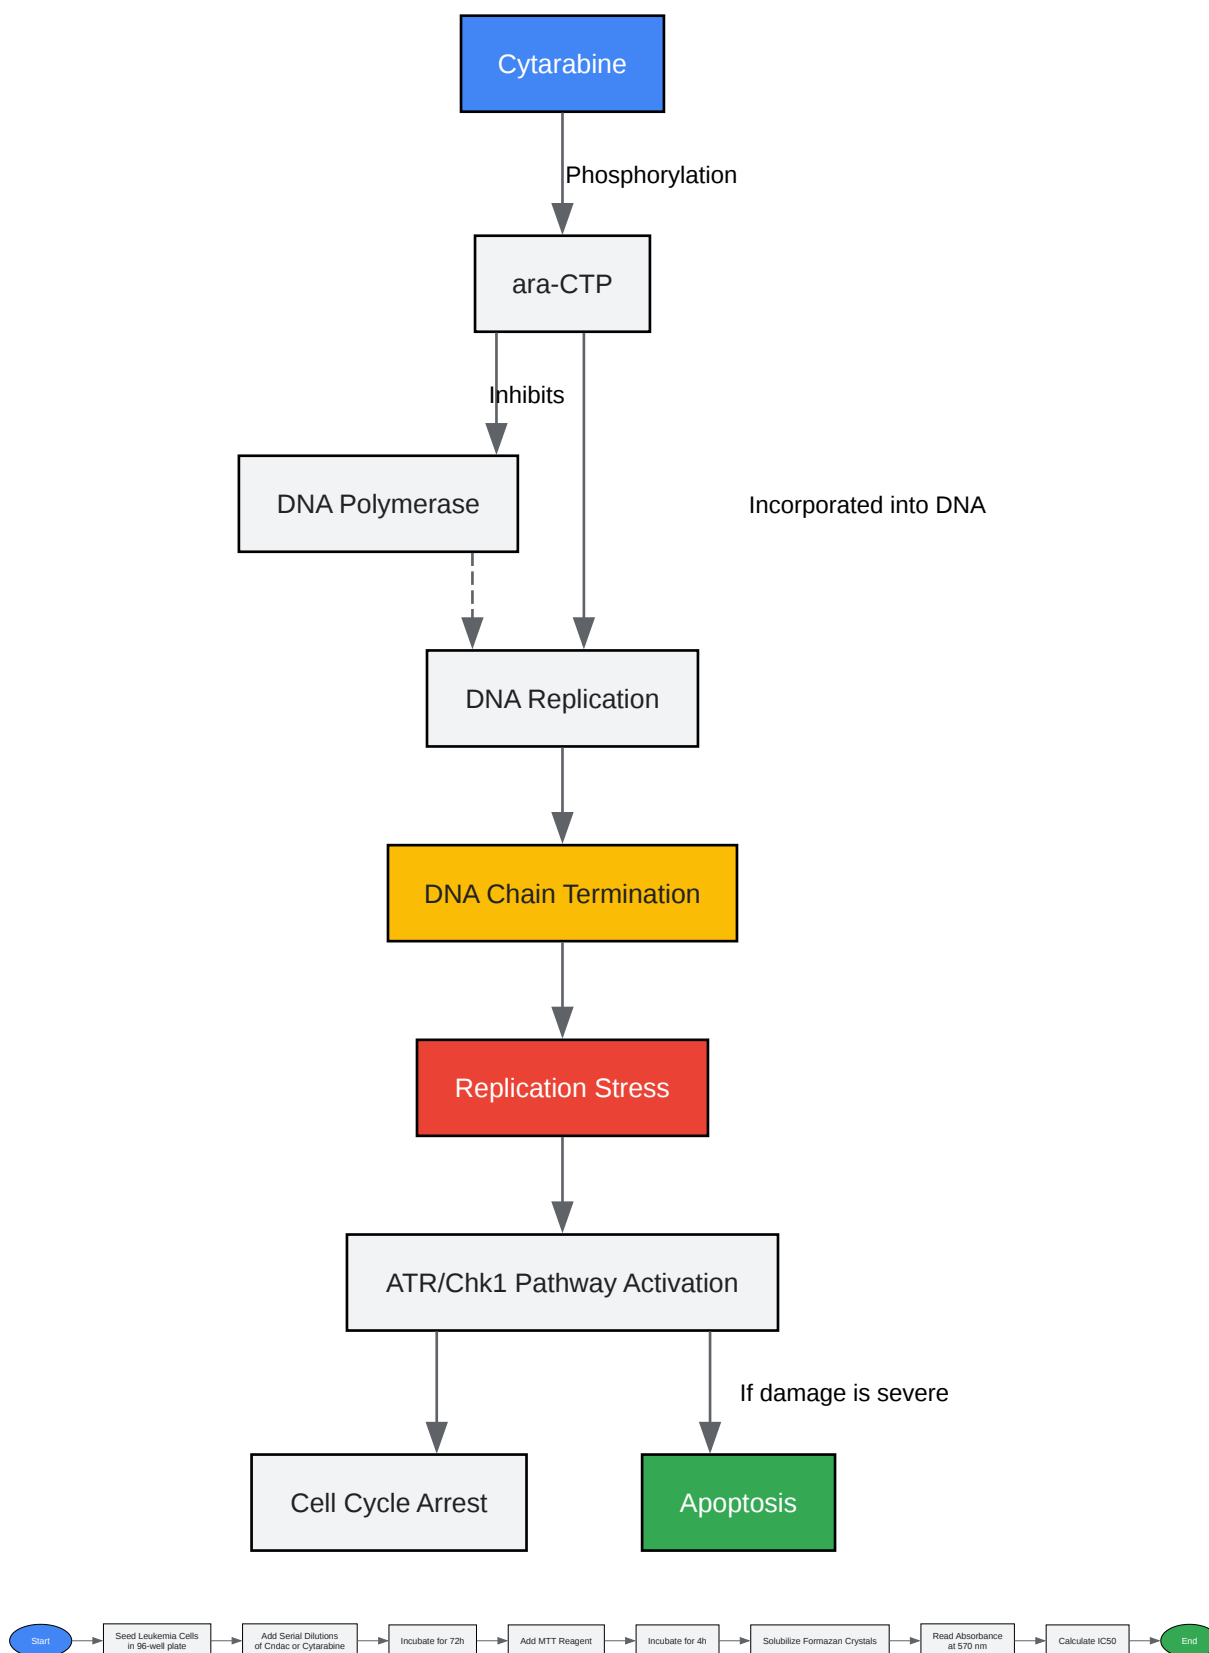 Cytarabine
Phosphorylation
ara-CTP
Inhibits
DNA Polymerase
Incorporated into DNA
DNA Replication
DNA Chain Termination
Replication Stress
ATR/Chk1 Pathway Activation
If damage is severe
Cell Cycle Arrest
Apoptosis
Start
Seed Leukemia Cells
in 96-well plate
Add Serial Dilutions
of Cndac or Cytarabine
Incubate for 72h
Add MTT Reagent
Incubate for 4h
Solubilize Formazan Crystals
Read Absorbance
at 570 nm
Calculate IC50
End